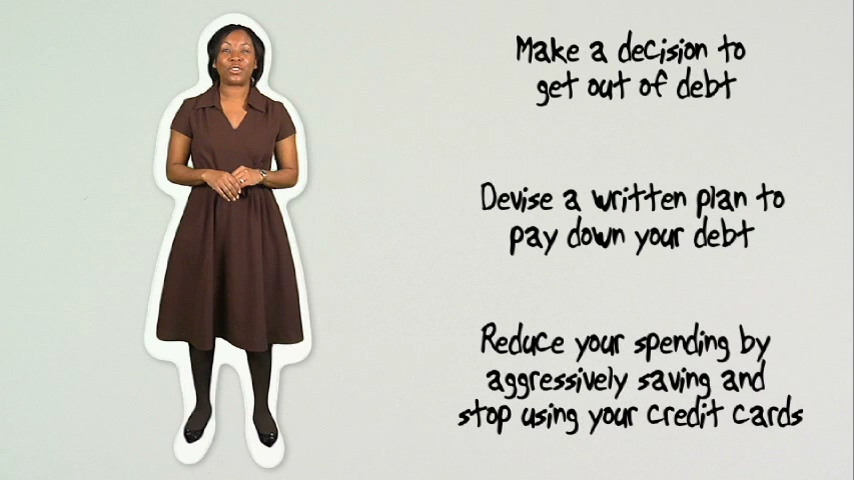 Make a decision to
get out of debt
Devise a written plan to
pay down your debt
Reduce your spending by
aggressively saving and
stop using your credit cards